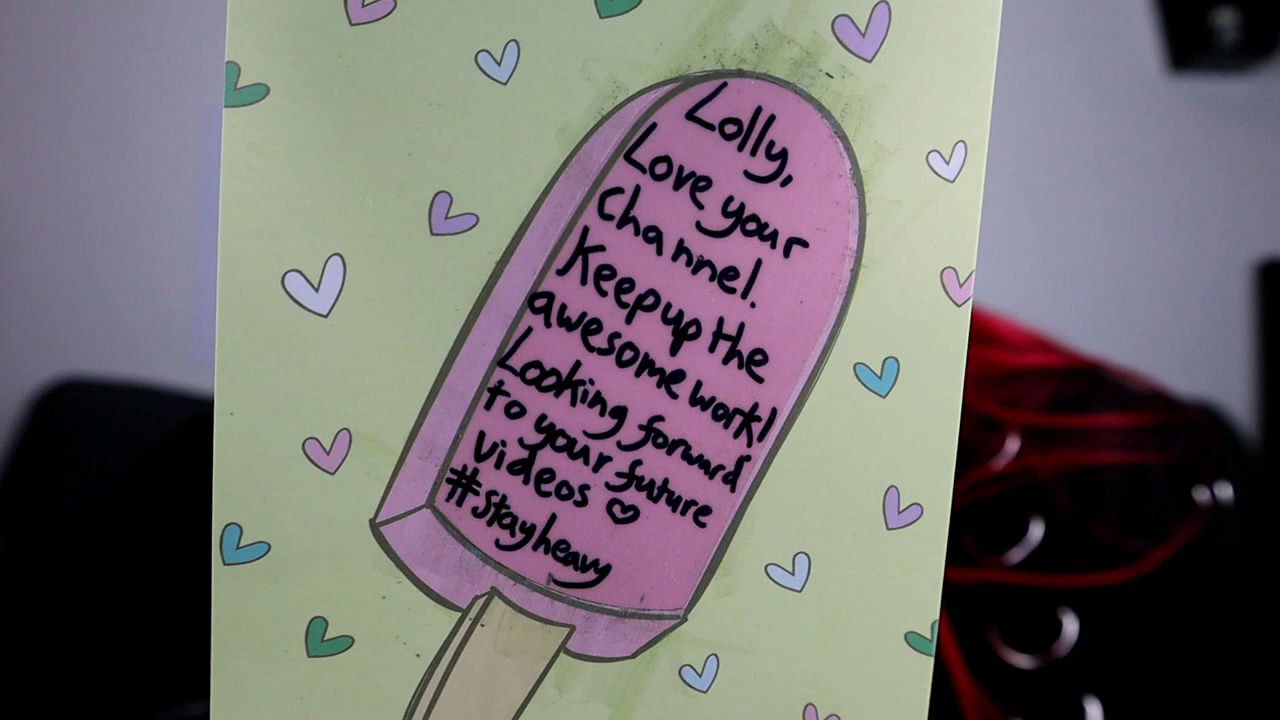 Lolly,
Love your
Channel.
Keep up the
awesome work!
Looking forward
to your future
videos ♡
#stayheavy